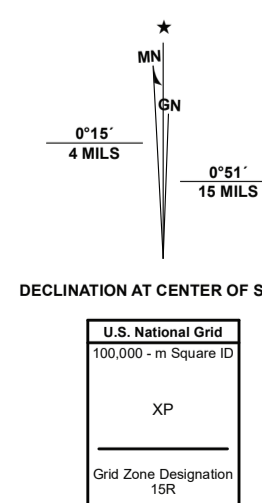 ★
MN
GN
0°15´
4 MILS
0°51´
15 MILS
DECLINATION AT CENTER OF S
U.S. National Grid
100,000 - m Square ID
XP
Grid Zone Designation
15R